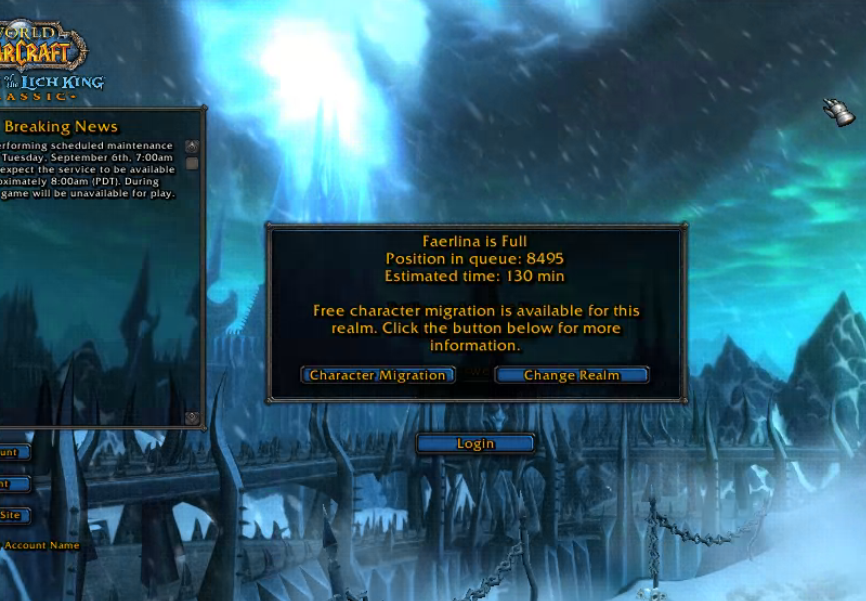 WORLD
WARCRAFT
of the LICH KING
CLASSIC
Breaking News
erforming scheduled maintenance
Tuesday, September 6th, 7:00am
expect the service to be available
oximately 8:00am (PDT). During
game will be unavailable for play.
Faerlina is Full
Position in queue: 8495
Estimated time: 130 min
Free character migration is available for this
realm. Click the button below for more
information.
Character Migration
Change Realm
Login
unt
nt
Site
Account Name